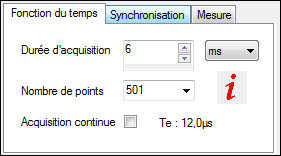 Fonction du temps Synchronisation Mesure
Durée d'acquisition 6 ms
Nombre de points 501 i
Acquisition continue Te : 12,0µs